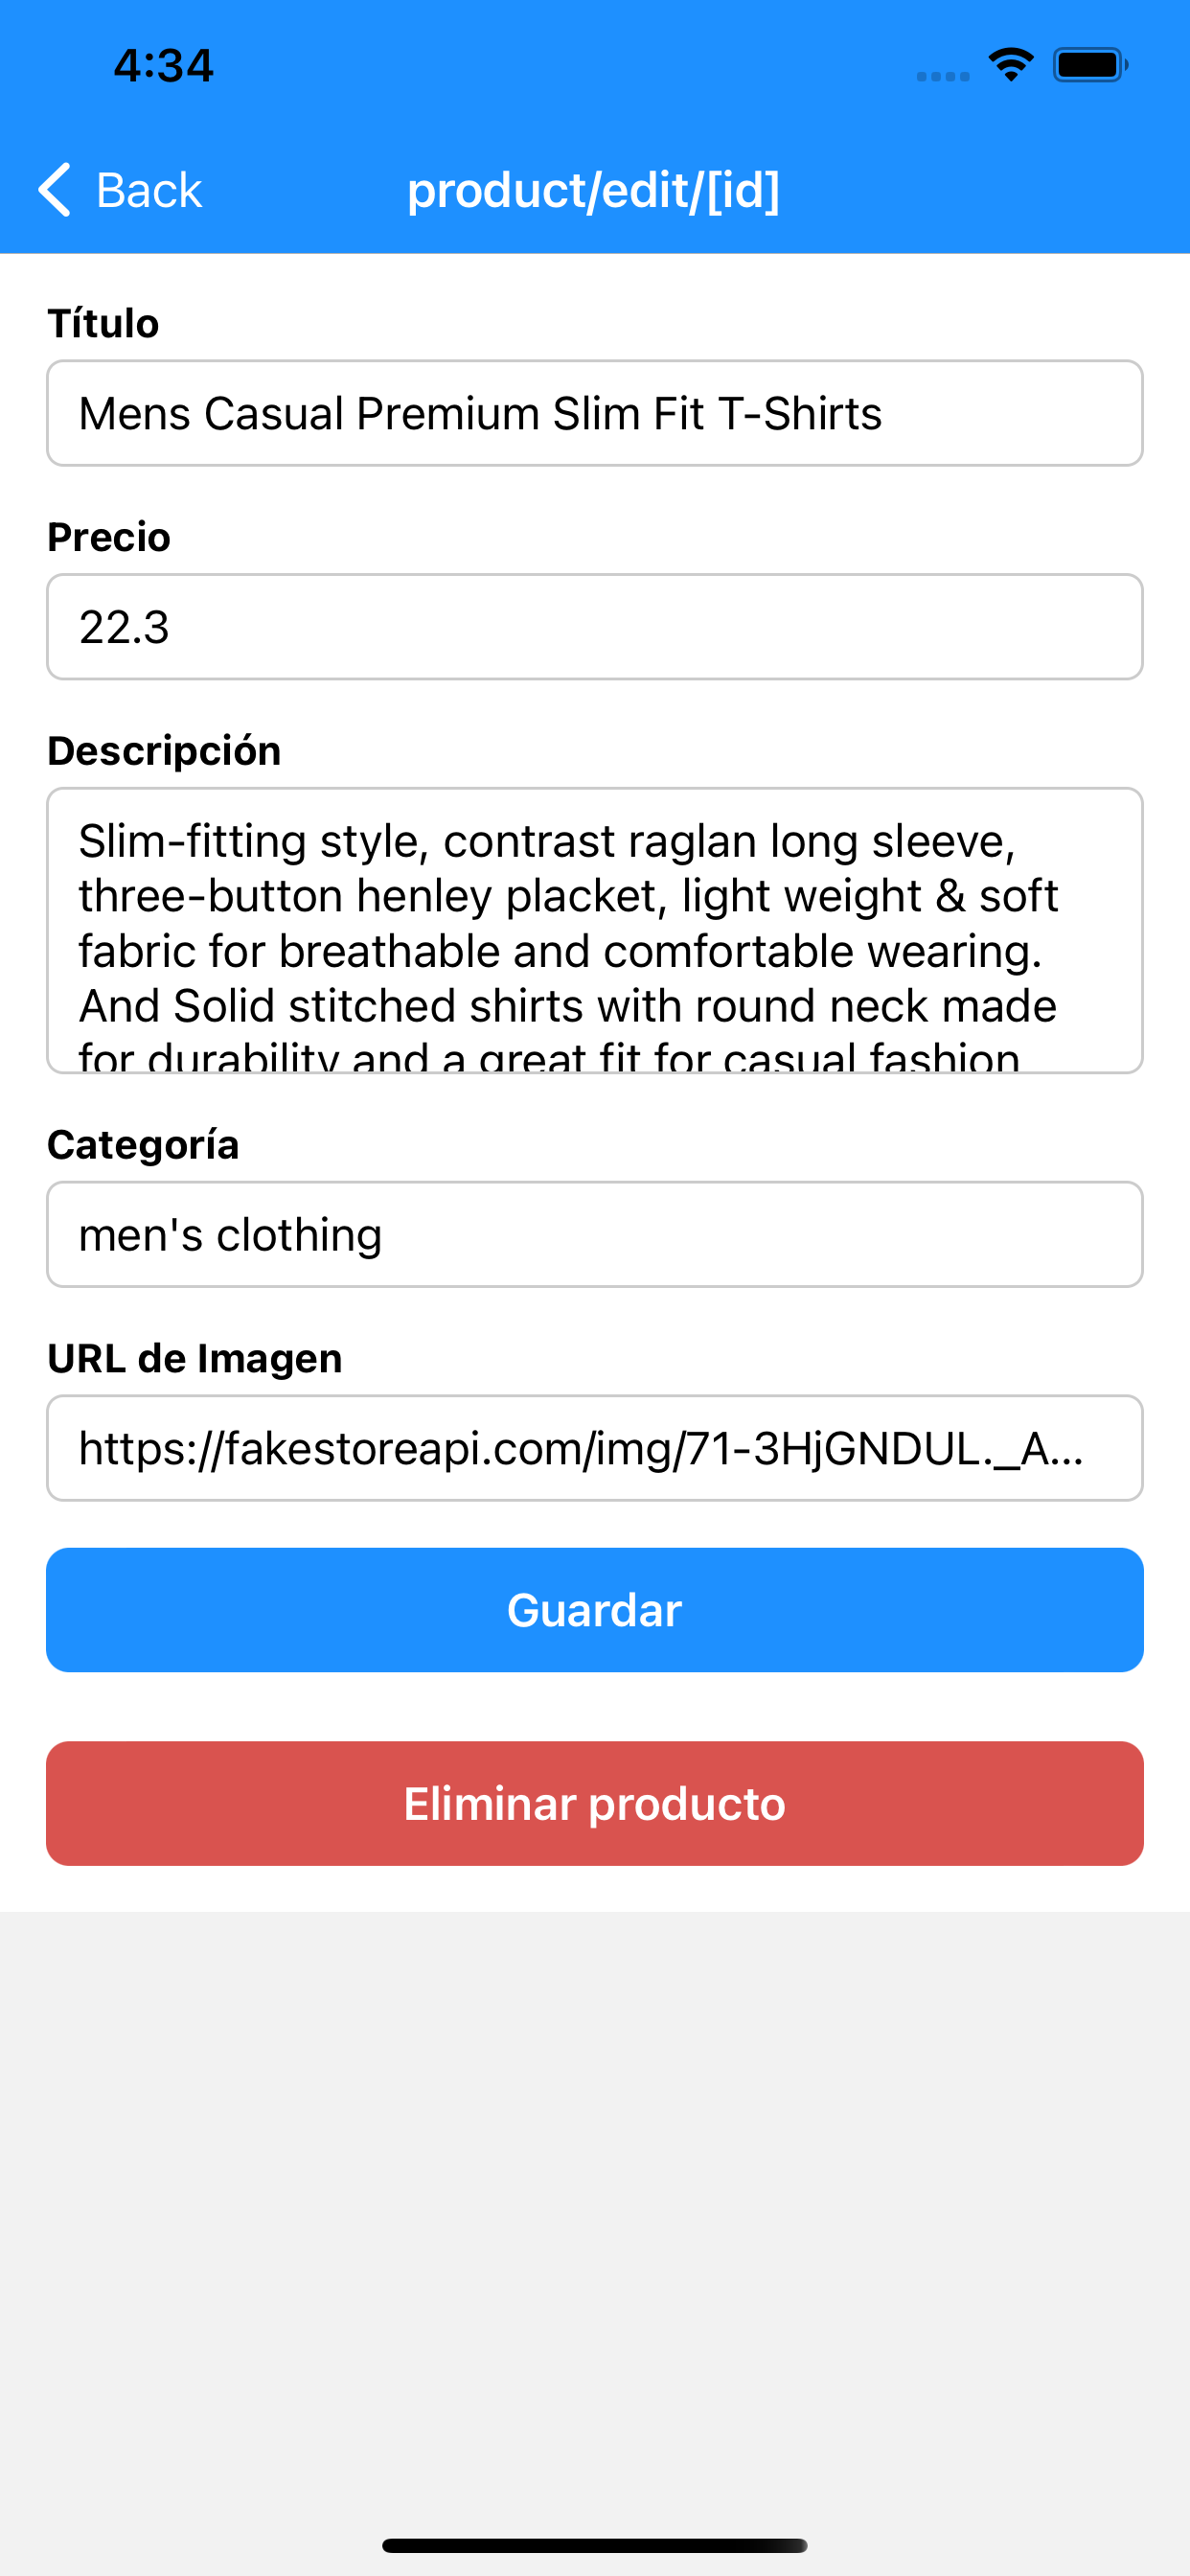 4:34
Back
product/edit/[id]
Título
Mens Casual Premium Slim Fit T-Shirts
Precio
22.3
Descripción
Slim-fitting style, contrast raglan long sleeve,
three-button henley placket, light weight & soft
fabric for breathable and comfortable wearing.
And Solid stitched shirts with round neck made
for durability and a great fit for casual fashion
Categoría
men's clothing
URL de Imagen
https://fakestoreapi.com/img/71-3HjGNDUL._A...
Guardar
Eliminar producto